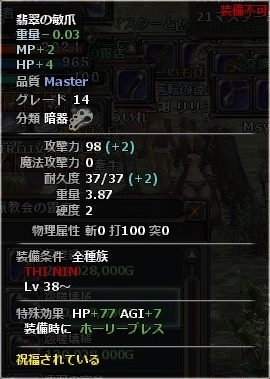 装備不可
翡翠の敏爪
重量-0.03
MP+2
HP+4
品質 Master
グレード 14
分類 暗器
攻撃力 98 (+2)
魔法攻撃力 0
耐久度 37/37 (+2)
重量 3.87
硬度 2
物理属性 斬0 打100 突0
装備条件 全種族
THI NIN
Lv 38～
特殊効果 HP+77 AGI+7
装備時に ホーリーブレス
祝福されている